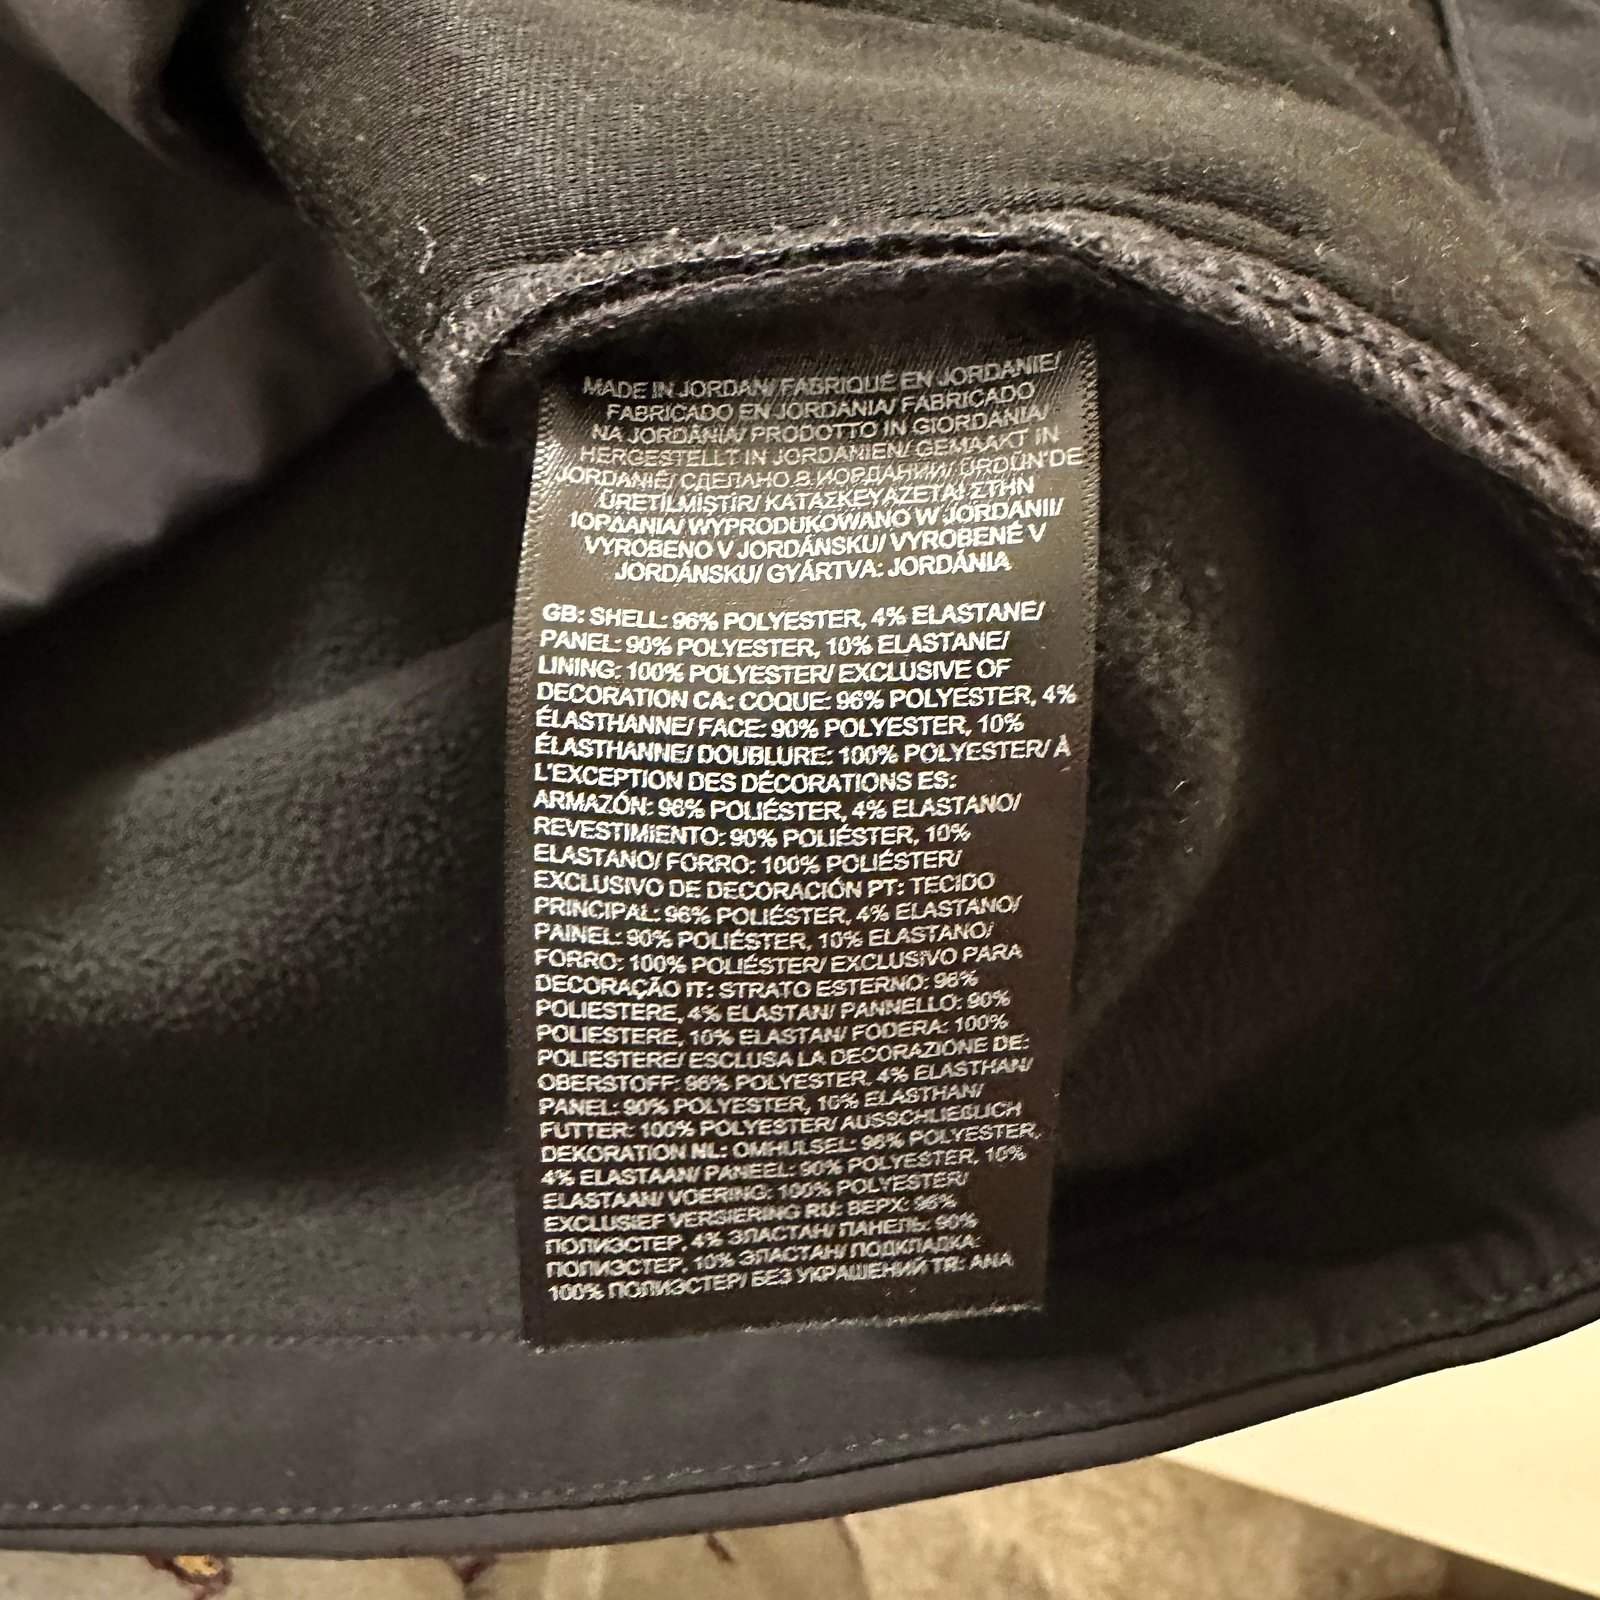 MADE IN JORDAN/ FABRIQUÉ EN JORDANIE/
FABRICADO EN JORDANIA/ FABRICADO
NA JORDÂNIA/ PRODOTTO IN GIORDANIA/
HERGESTELLT IN JORDANIEN/ GEMAAKT IN
JORDANIË/ СДЕЛАНО В ИОРДАНИИ/ ÜRDÜN'DE
ÜRETİLMİŞTİR/ ΚΑΤΑΣΚΕΥΑΖΕΤΑΙ ΣΤΗΝ
ΙΟΡΔΑΝΙΑ/ WYPRODUKOWANO W JORDANII/
VYROBENO V JORDÁNSKU/ VYROBENÉ V
JORDÁNSKU/ GYÁRTVA: JORDÁNIA
GB: SHELL: 96% POLYESTER, 4% ELASTANE/
PANEL: 90% POLYESTER, 10% ELASTANE/
LINING: 100% POLYESTER/ EXCLUSIVE OF
DECORATION CA: COQUE: 96% POLYESTER, 4%
ÉLASTHANNE/ FACE: 90% POLYESTER, 10%
ÉLASTHANNE/ DOUBLURE: 100% POLYESTER/ À
L'EXCEPTION DES DÉCORATIONS ES:
ARMAZÓN: 96% POLIÉSTER, 4% ELASTANO/
REVESTIMIENTO: 90% POLIÉSTER, 10%
ELASTANO/ FORRO: 100% POLIÉSTER/
EXCLUSIVO DE DECORACIÓN PT: TECIDO
PRINCIPAL: 96% POLIÉSTER, 4% ELASTANO/
PAINEL: 90% POLIÉSTER, 10% ELASTANO/
FORRO: 100% POLIÉSTER/ EXCLUSIVO PARA
DECORAÇÃO IT: STRATO ESTERNO: 96%
POLIESTERE, 4% ELASTAN/ PANNELLO: 90%
POLIESTERE, 10% ELASTAN/ FODERA: 100%
POLIESTERE/ ESCLUSA LA DECORAZIONE DE:
OBERSTOFF: 96% POLYESTER, 4% ELASTHAN/
PANEL: 90% POLYESTER, 10% ELASTHAN/
FUTTER: 100% POLYESTER/ AUSSCHLIEßLICH
DEKORATION NL: OMHULSEL: 96% POLYESTER,
4% ELASTAAN/ PANEEL: 90% POLYESTER, 10%
ELASTAAN/ VOERING: 100% POLYESTER/
EXCLUSIEF VERSIERING RU: ВЕРХ: 96%
ПОЛИЭСТЕР, 4% ЭЛАСТАН/ ПАНЕЛЬ: 90%
ПОЛИЭСТЕР, 10% ЭЛАСТАН/ ПОДКЛАДКА:
100% ПОЛИЭСТЕР/ БЕЗ УКРАШЕНИЙ TR: ANA